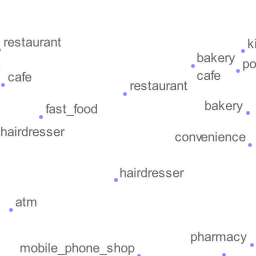 restaurant
ki
bakery
po
cafe
cafe
restaurant
fast_food
bakery
hairdresser
convenience
hairdresser
atm
pharmacy
mobile_phone_shop